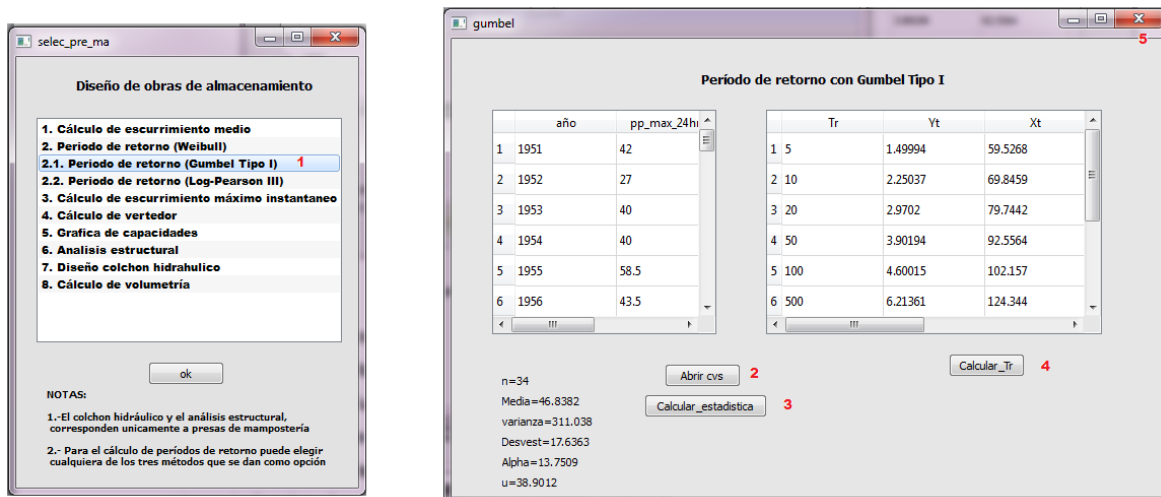 selec_pre_ma
Diseño de obras de almacenamiento
1. Cálculo de escurrimiento medio
2. Periodo de retorno (Weibull)
2.1. Periodo de retorno (Gumbel Tipo I) 1
2.2. Periodo de retorno (Log-Pearson III)
3. Cálculo de escurrimiento máximo instantaneo
4. Cálculo de vertedor
5. Grafica de capacidades
6. Analisis estructural
7. Diseño colchon hidrahulico
8. Cálculo de volumetría
ok
NOTAS:
1.-El colchon hidráulico y el análisis estructural,
corresponden unicamente a presas de mampostería
2.- Para el cálculo de períodos de retorno puede elegir
cualquiera de los tres métodos que se dan como opción
gumbel
5
Período de retorno con Gumbel Tipo I
año pp_max_24h
1 1951 42
2 1952 27
3 1953 40
4 1954 40
5 1955 58.5
6 1956 43.5
Tr Yt Xt
1 5 1.49994 59.5268
2 10 2.25037 69.8459
3 20 2.9702 79.7442
4 50 3.90194 92.5564
5 100 4.60015 102.157
6 500 6.21361 124.344
Abrir cvs 2
Calcular_estadistica 3
Calcular_Tr 4
n=34
Media=46.8382
varianza=311.038
Desvest=17.6363
Alpha=13.7509
u=38.9012